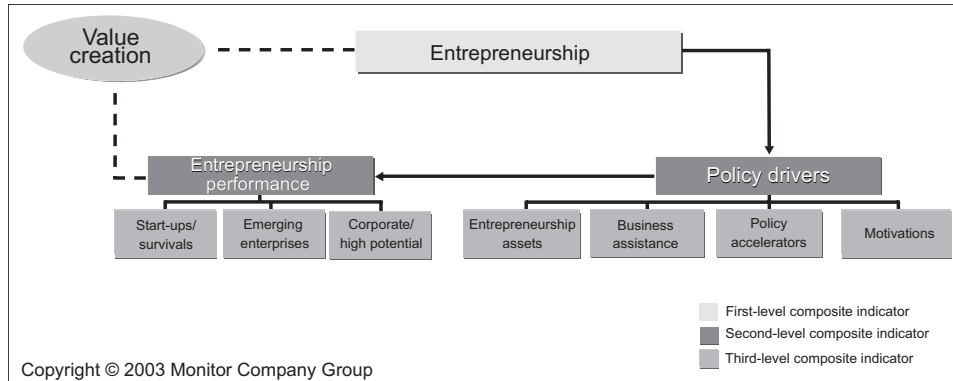 Value
creation
Entrepreneurship
Entrepreneurship
performance
Policy drivers
Start-ups/
survivals
Emerging
enterprises
Corporate/
high potential
Entrepreneurship
assets
Business
assistance
Policy
accelerators
Motivations
First-level composite indicator
Second-level composite indicator
Third-level composite indicator
Copyright © 2003 Monitor Company Group